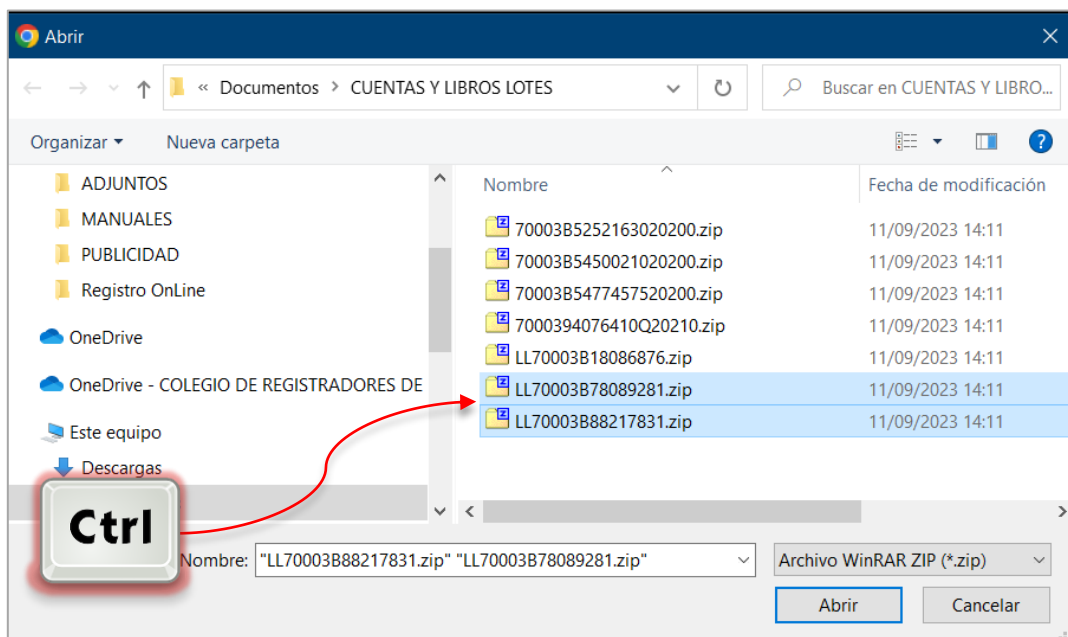 Abrir
« Documentos > CUENTAS Y LIBROS LOTES
Buscar en CUENTAS Y LIBRO...
Organizar Nueva carpeta ?
ADJUNTOS
MANUALES
PUBLICIDAD
Registro OnLine
OneDrive
OneDrive - COLEGIO DE REGISTRADORES DE
Este equipo
Descargas
Nombre Fecha de modificación
70003B5252163020200.zip 11/09/2023 14:11
70003B5450021020200.zip 11/09/2023 14:11
70003B5477457520200.zip 11/09/2023 14:11
7000394076410Q20210.zip 11/09/2023 14:11
LL70003B18086876.zip 11/09/2023 14:11
LL70003B78089281.zip 11/09/2023 14:11
LL70003B88217831.zip 11/09/2023 14:11
Ctrl
Nombre: "LL70003B88217831.zip" "LL70003B78089281.zip" Archivo WinRAR ZIP (*.zip)
Abrir Cancelar